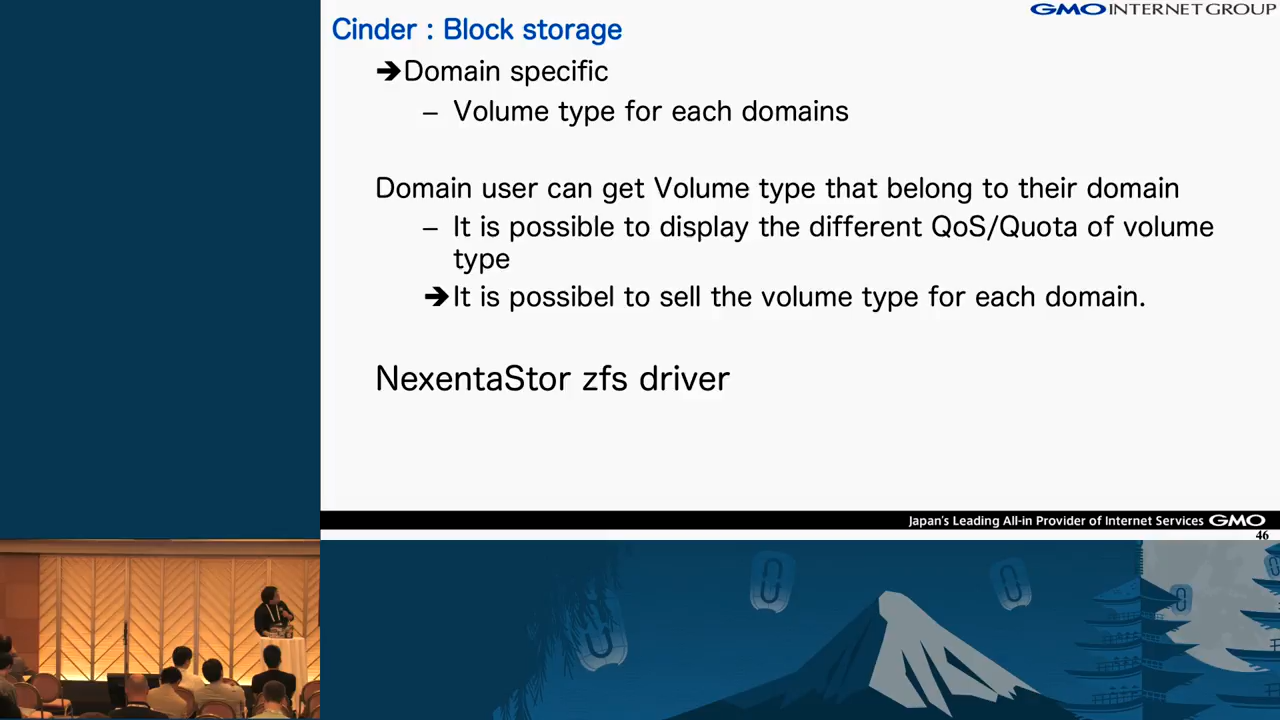 GMO INTERNET GROUP
Cinder : Block storage
➔Domain specific
– Volume type for each domains
Domain user can get Volume type that belong to their domain
– It is possible to display the different QoS/Quota of volume
type
➔It is possibel to sell the volume type for each domain.
NexentaStor zfs driver
Japan's Leading All-in Provider of Internet Services GMO
46